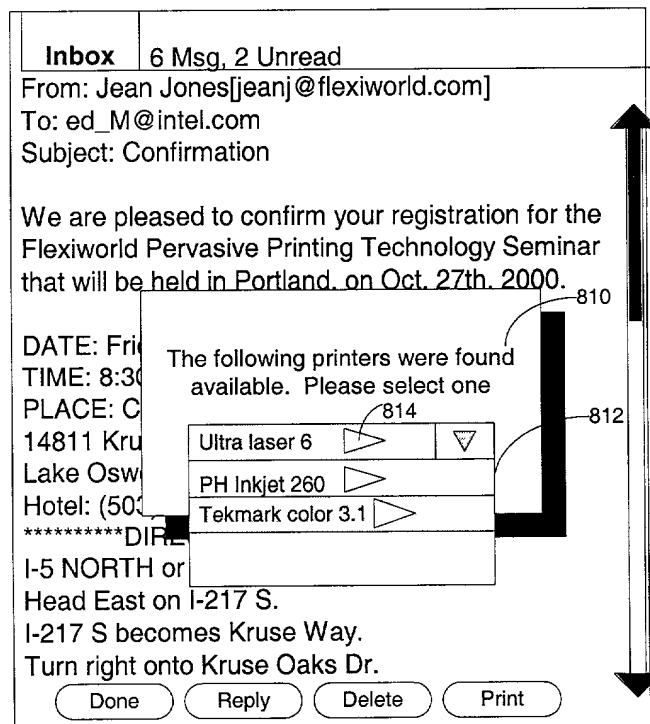 Inbox 6 Msg, 2 Unread
From: Jean Jones[jeanj@flexiworld.com]
To: ed_M@intel.com
Subject: Confirmation
We are pleased to confirm your registration for the
Flexiworld Pervasive Printing Technology Seminar
that will be held in Portland, on Oct. 27th, 2000.
810
DATE: Fri
TIME: 8:30
PLACE: C
14811 Kru
Lake Osw
Hotel: (503
**********DIRE
The following printers were found
available. Please select one
814
812
Ultra laser 6
PH Inkjet 260
Tekmark color 3.1
I-5 NORTH or
Head East on I-217 S.
I-217 S becomes Kruse Way.
Turn right onto Kruse Oaks Dr.
Done Reply Delete Print